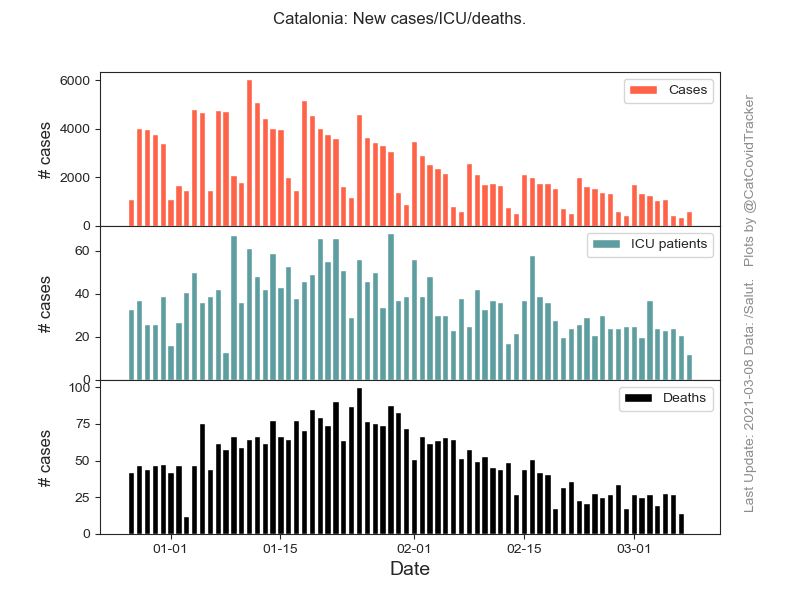 Catalonia: New cases/ICU/deaths.
6000
4000
2000
0
# cases
Cases
60
40
20
0
# cases
ICU patients
100
75
50
25
0
# cases
Deaths
01-01
01-15
02-01
02-15
03-01
Date
Last Update: 2021-03-08 Data: /Salut.   Plots by @CatCovidTracker